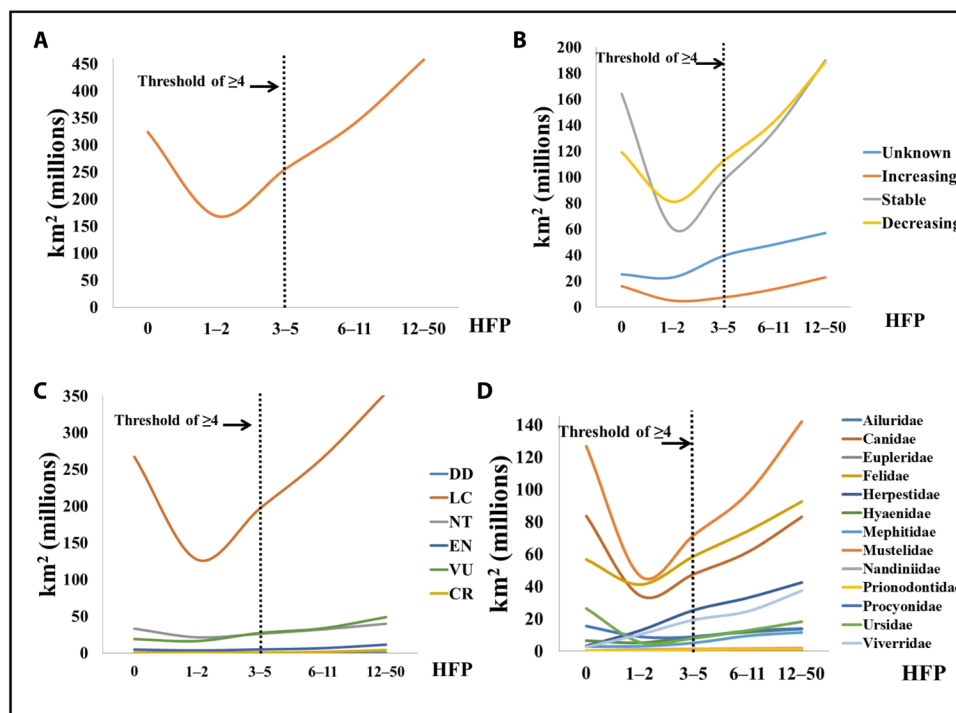 A
450
400
350
300
250
200
150
100
50
0
km² (millions)
Threshold of ≥4
0 1–2 3–5 6–11 12–50 HFP
B
200
180
160
140
120
100
80
60
40
20
0
km² (millions)
Threshold of ≥4
Unknown
Increasing
Stable
Decreasing
0 1–2 3–5 6–11 12–50
HFP
C
350
300
250
200
150
100
50
0
km² (millions)
Threshold of ≥4
DD
LC
NT
EN
VU
CR
0 1–2 3–5 6–11 12–50 HFP
D
140
120
100
80
60
40
20
0
km² (millions)
Threshold of ≥4
Ailuridae
Canidae
Eupleridae
Felidae
Herpestidae
Hyaenidae
Mephitidae
Mustelidae
Nandiniidae
Prionodontidae
Procyonidae
Ursidae
Viverridae
0 1–2 3–5 6–11 12–50
HFP